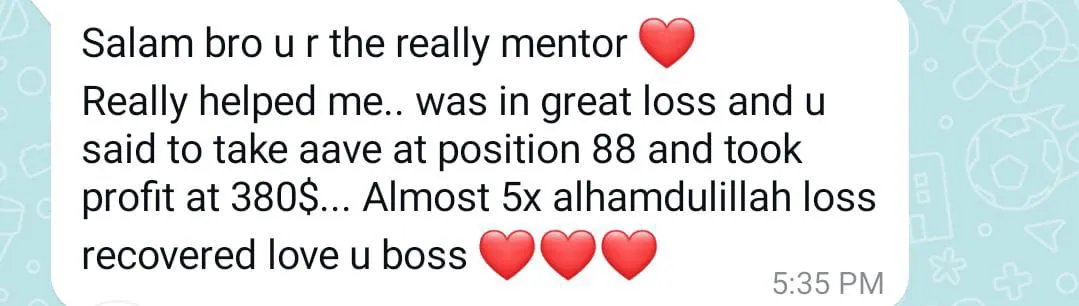 Salam bro u r the really mentor ❤️
Really helped me.. was in great loss and u
said to take aave at position 88 and took
profit at 380$... Almost 5x alhamdulillah loss
recovered love u boss ❤️❤️❤️
5:35 PM